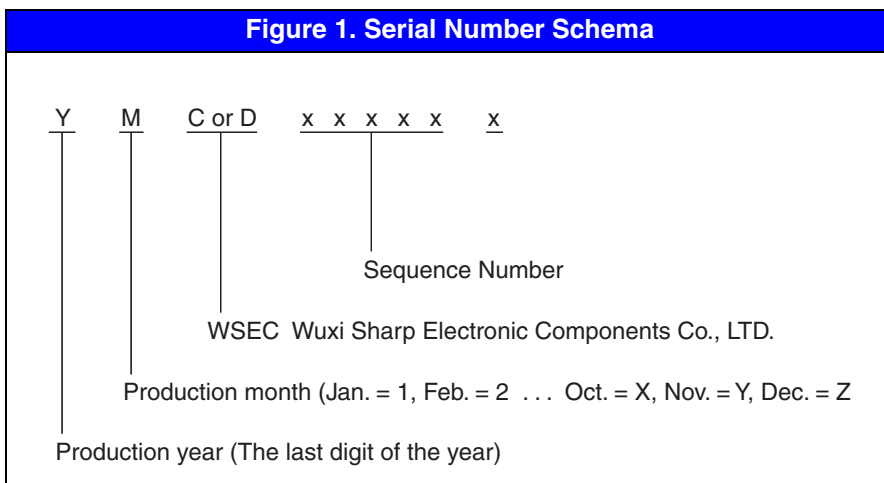 Figure 1. Serial Number Schema
Y M C or D x x x x x x
Sequence Number
WSEC Wuxi Sharp Electronic Components Co., LTD.
Production month (Jan. = 1, Feb. = 2 ... Oct. = X, Nov. = Y, Dec. = Z
Production year (The last digit of the year)